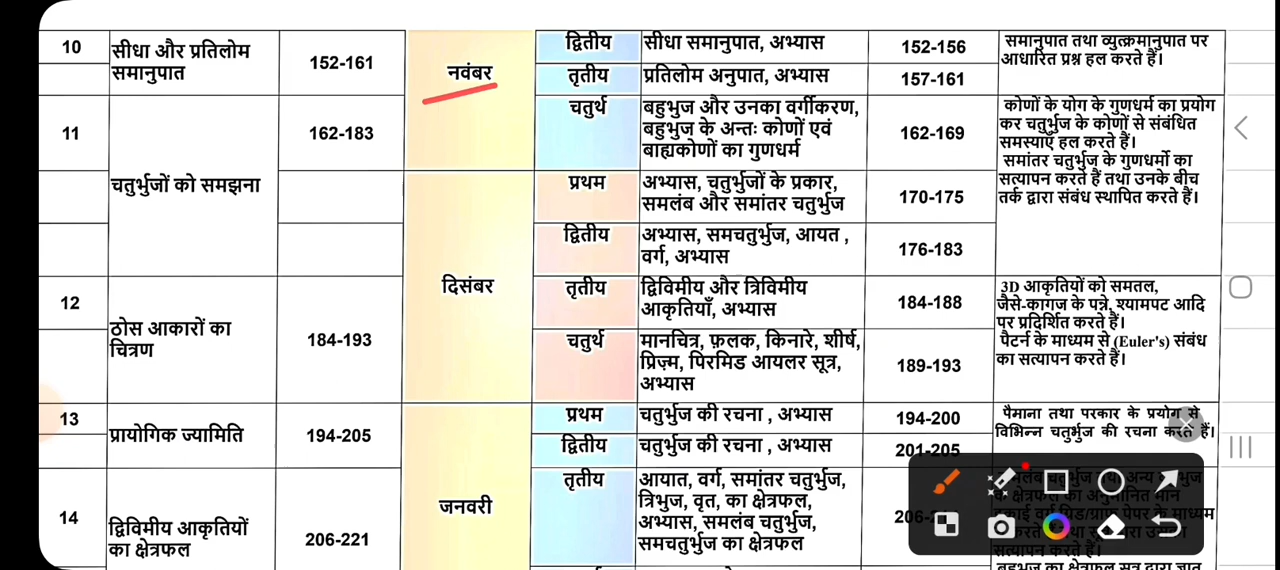 10
सीधा और प्रतिलोम
समानुपात
152-161
नवंबर
द्वितीय
सीधा समानुपात, अभ्यास
152-156
समानुपात तथा व्युत्क्रमानुपात पर
आधारित प्रश्न हल करते हैं।
तृतीय
प्रतिलोम अनुपात, अभ्यास
157-161
11
चतुर्भुजों को समझना
162-183
चतुर्थ
बहुभुज और उनका वर्गीकरण,
बहुभुज के अन्तः कोणों एवं
बाह्यकोणों का गुणधर्म
162-169
कोणों के योग के गुणधर्म का प्रयोग
कर चतुर्भुज के कोणों से संबंधित
समस्याएँ हल करते हैं।
समांतर चतुर्भुज के गुणधर्मो का
सत्यापन करते हैं तथा उनके बीच
तर्क द्वारा संबंध स्थापित करते हैं।
दिसंबर
प्रथम
अभ्यास, चतुर्भुजों के प्रकार,
समलंब और समांतर चतुर्भुज
170-175
द्वितीय
अभ्यास, समचतुर्भुज, आयत ,
वर्ग, अभ्यास
176-183
12
ठोस आकारों का
चित्रण
184-193
तृतीय
द्विविमीय और त्रिविमीय
आकृतियाँ, अभ्यास
184-188
3D आकृतियों को समतल,
जैसे-कागज के पन्ने, श्यामपट आदि
पर प्रदिर्शित करते हैं।
पैटर्न के माध्यम से (Euler's) संबंध
का सत्यापन करते हैं।
चतुर्थ
मानचित्र, फ़लक, किनारे, शीर्ष,
प्रिज़्म, पिरमिड आयलर सूत्र,
अभ्यास
189-193
13
प्रायोगिक ज्यामिति
194-205
जनवरी
प्रथम
चतुर्भुज की रचना , अभ्यास
194-200
पैमाना तथा परकार के प्रयोग से
विभिन्न चतुर्भुज की रचना करते हैं।
द्वितीय
चतुर्भुज की रचना , अभ्यास
201-205
14
द्विविमीय आकृतियों
का क्षेत्रफल
206-221
तृतीय
आयात, वर्ग, समांतर चतुर्भुज,
त्रिभुज, वृत, का क्षेत्रफल,
अभ्यास, समलंब चतुर्भुज,
समचतुर्भुज का क्षेत्रफल